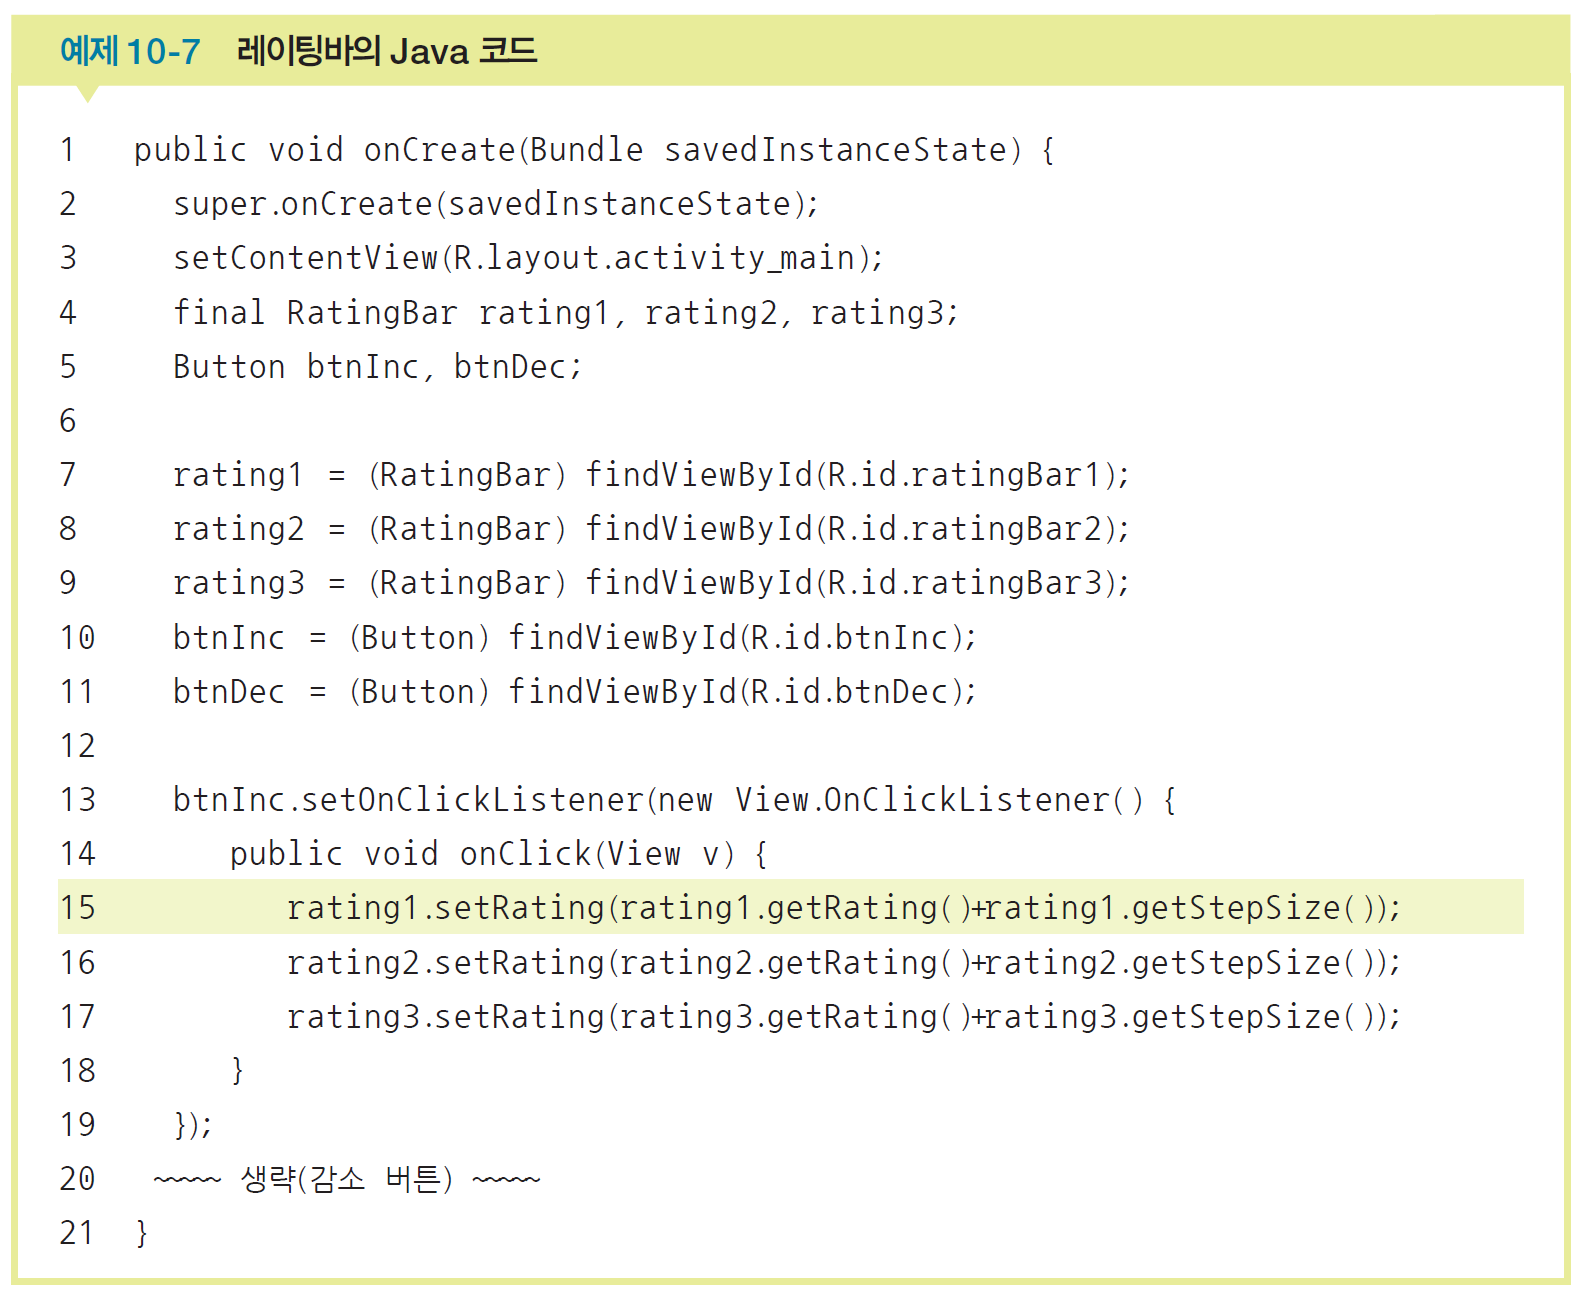 예제 10-7 레이팅바의 Java 코드
1 public void onCreate(Bundle savedInstanceState) {
2 super.onCreate(savedInstanceState);
3 setContentView(R.layout.activity_main);
4 final RatingBar rating1, rating2, rating3;
5 Button btnInc, btnDec;
6
7 rating1 = (RatingBar) findViewById(R.id.ratingBar1);
8 rating2 = (RatingBar) findViewById(R.id.ratingBar2);
9 rating3 = (RatingBar) findViewById(R.id.ratingBar3);
10 btnInc = (Button) findViewById(R.id.btnInc);
11 btnDec = (Button) findViewById(R.id.btnDec);
12
13 btnInc.setOnClickListener(new View.OnClickListener() {
14 public void onClick(View v) {
15 rating1.setRating(rating1.getRating()+rating1.getStepSize());
16 rating2.setRating(rating2.getRating()+rating2.getStepSize());
17 rating3.setRating(rating3.getRating()+rating3.getStepSize());
18 }
19 });
20 ~~~~~ 생략(감소 버튼) ~~~~~
21 }